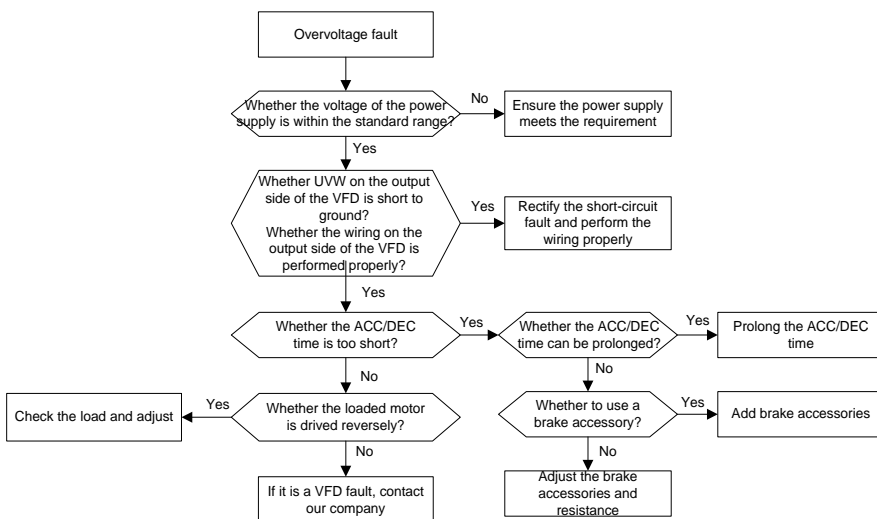 Overvoltage fault
Whether the voltage of the power
supply is within the standard range?
No
Ensure the power supply
meets the requirement
Yes
Whether UVW on the output
side of the VFD is short to
ground?
Whether the wiring on the
output side of the VFD is
performed properly?
Yes
Rectify the short-circuit
fault and perform the
wiring properly
Yes
Whether the ACC/DEC
time is too short?
Yes
Whether the ACC/DEC
time can be prolonged?
Yes
Prolong the ACC/DEC
time
No
No
Check the load and adjust
Yes
Whether the loaded motor
is drived reversely?
Whether to use a
brake accessory?
Yes
Add brake accessories
No
No
If it is a VFD fault, contact
our company
Adjust the brake
accessories and
resistance